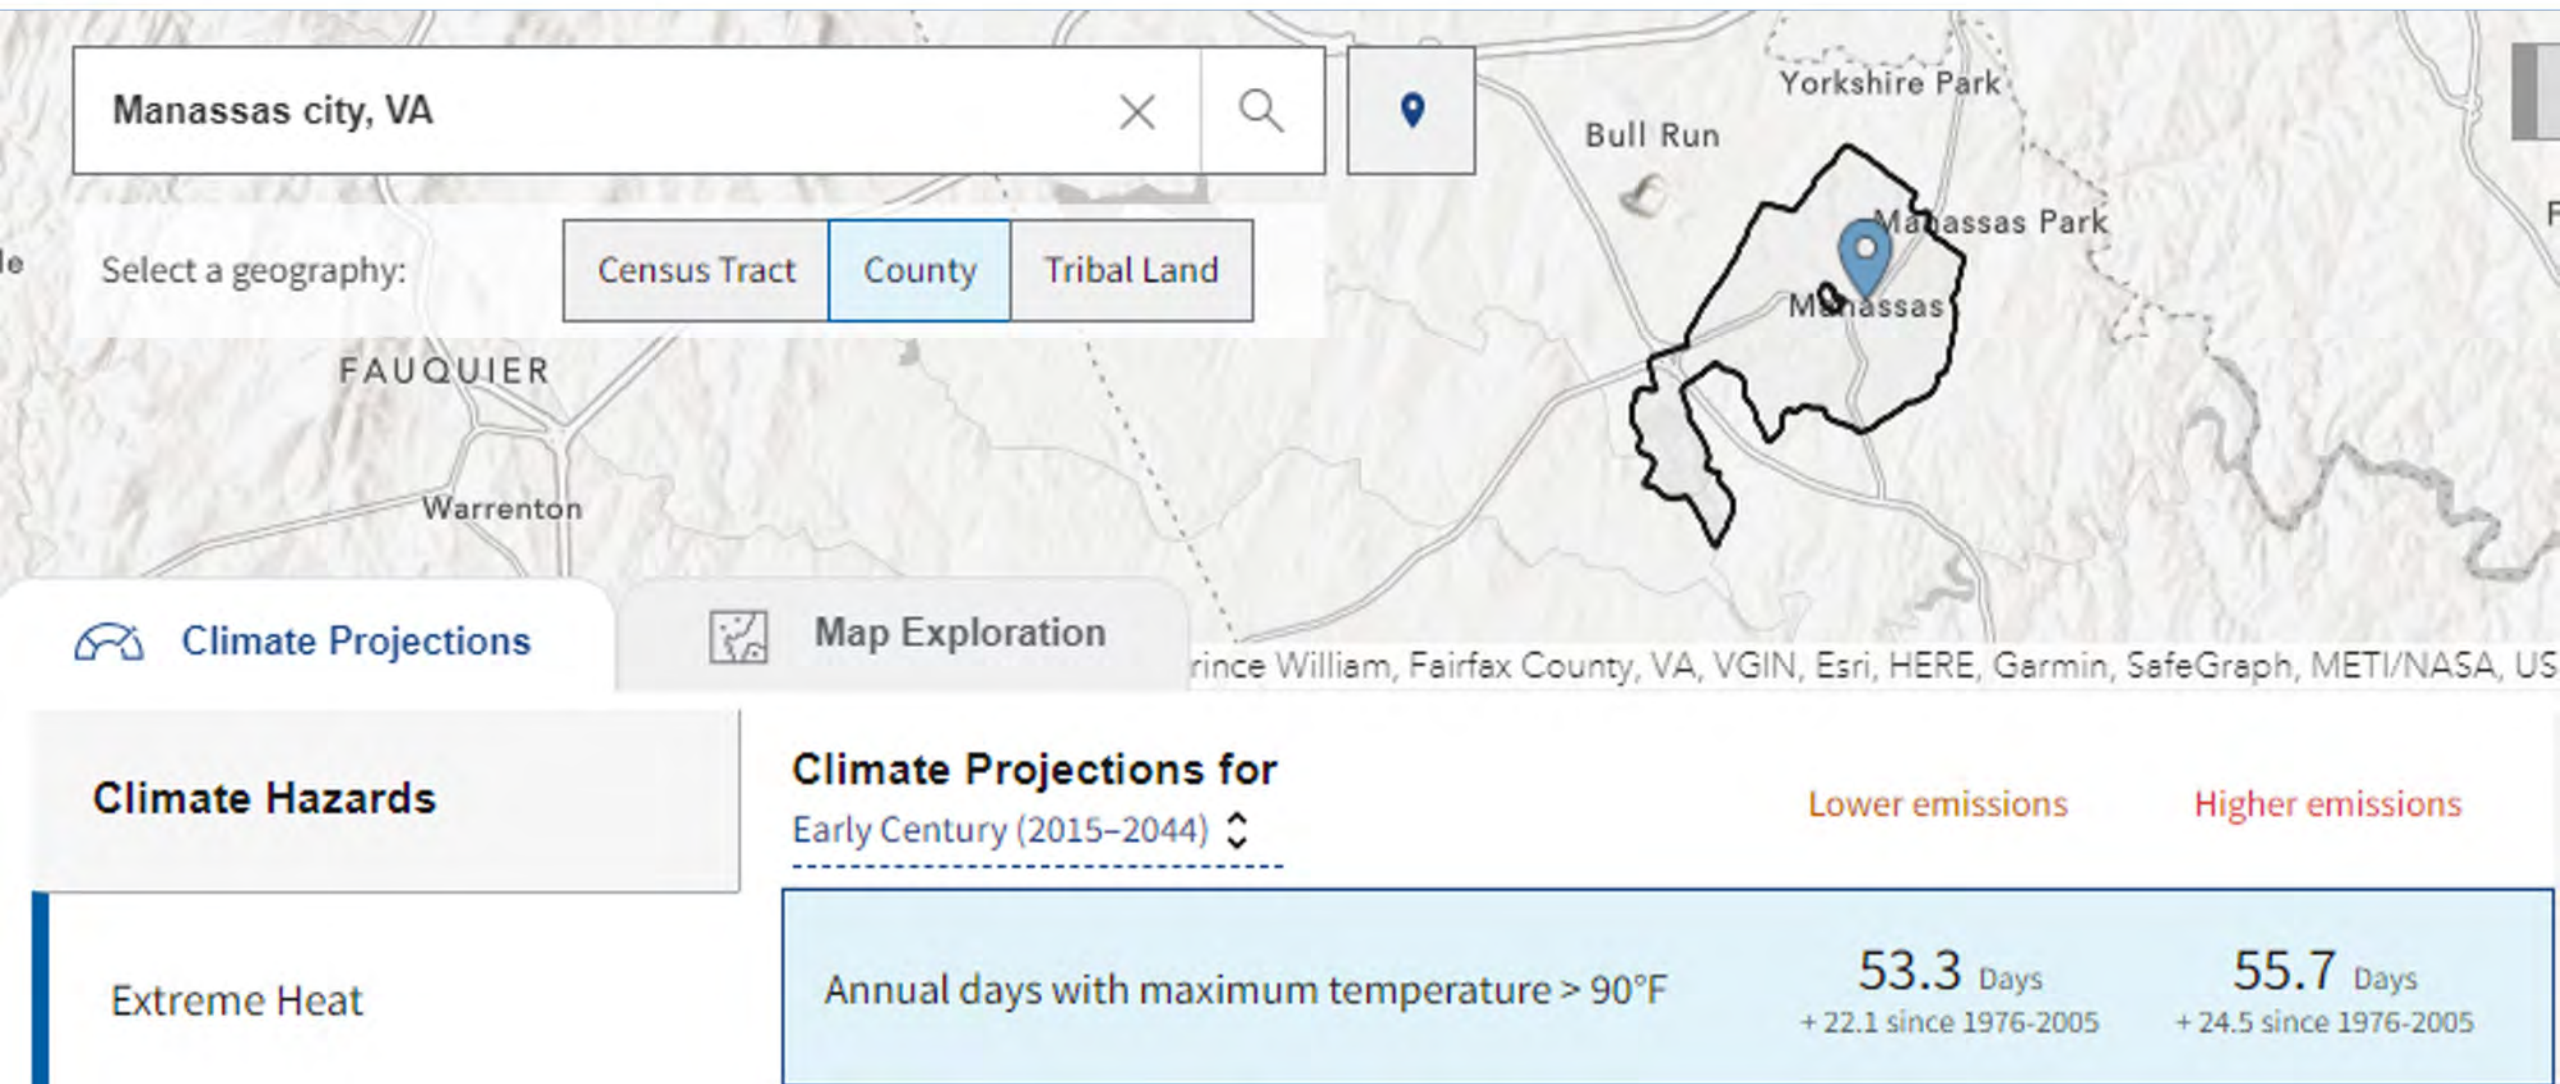 Manassas city, VA
Yorkshire Park
Bull Run
Manassas Park
Select a geography:
Census Tract
County
Tribal Land
Manassas
FAUQUIER
Warrenton
Climate Projections
Map Exploration
rince William, Fairfax County, VA, VGIN, Esri, HERE, Garmin, SafeGraph, METI/NASA, US
Climate Hazards
Climate Projections for
Early Century (2015–2044)
Lower emissions
Higher emissions
Extreme Heat
Annual days with maximum temperature > 90°F
53.3 Days
+ 22.1 since 1976-2005
55.7 Days
+ 24.5 since 1976-2005